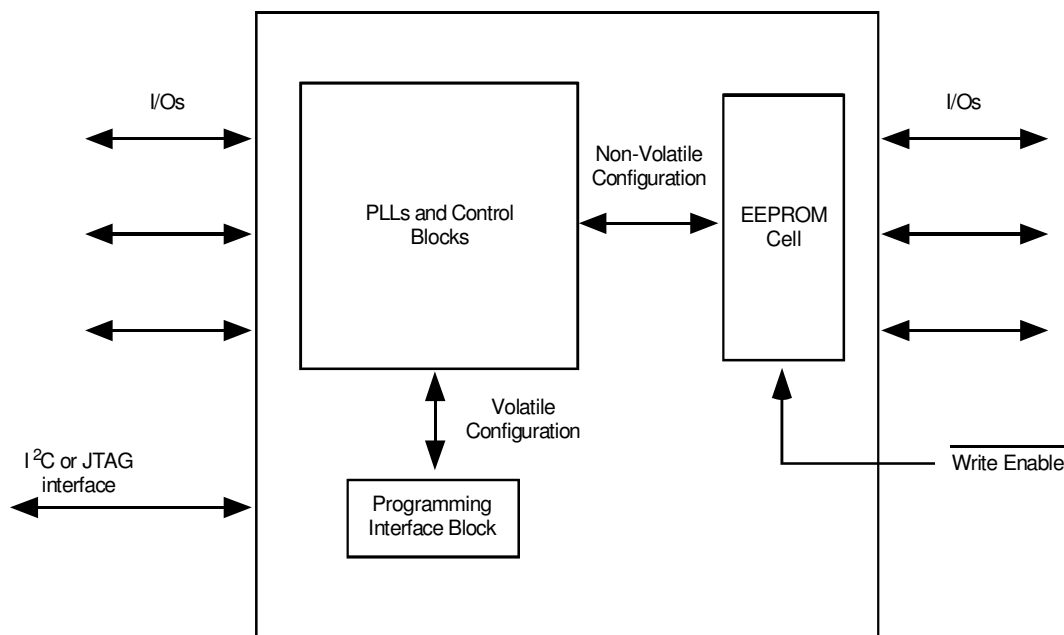 I/Os
I/Os
Non-Volatile
Configuration
PLLs and Control
Blocks
EEPROM
Cell
Volatile
Configuration
I²C or JTAG
interface
Write Enable
Programming
Interface Block